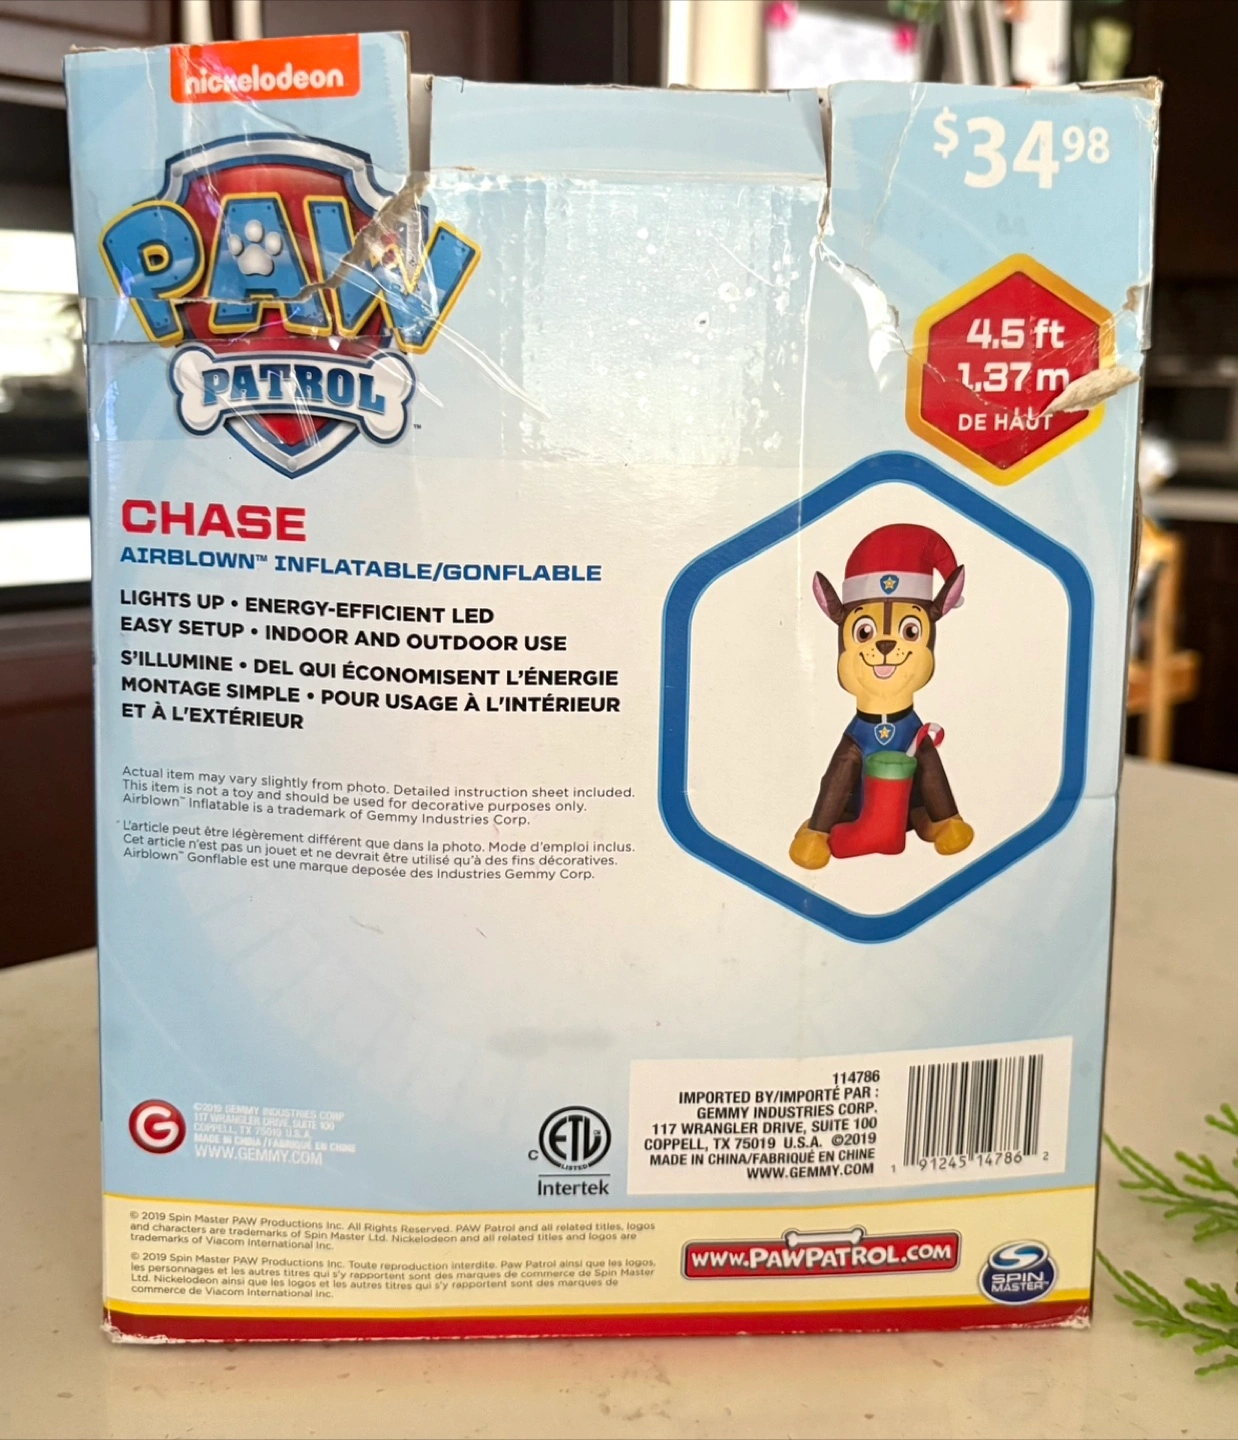 nickelodeon
$34.98
PAW
PATROL™
4.5 ft
1.37 m
DE HAUT
CHASE
AIRBLOWN™ INFLATABLE/GONFLABLE
LIGHTS UP • ENERGY-EFFICIENT LED
EASY SETUP • INDOOR AND OUTDOOR USE
S'ILLUMINE • DEL QUI ÉCONOMISENT L'ÉNERGIE
MONTAGE SIMPLE • POUR USAGE À L'INTÉRIEUR
ET À L'EXTÉRIEUR
Actual item may vary slightly from photo. Detailed instruction sheet included.
This item is not a toy and should be used for decorative purposes only.
Airblown™ Inflatable is a trademark of Gemmy Industries Corp.
L'article peut être légèrement différent que dans la photo. Mode d'emploi inclus.
Cet article n'est pas un jouet et ne devrait être utilisé qu'à des fins décoratives.
Airblown™ Gonflable est une marque deposée des Industries Gemmy Corp.
G
©2019 GEMMY INDUSTRIES CORP
117 WRANGLER DRIVE, SUITE 100
COPPELL, TX 75019 U.S.A.
MADE IN CHINA / FABRIQUÉ EN CHINE
WWW.GEMMY.COM
C ETL
LISTED
Intertek
114786
IMPORTED BY/IMPORTÉ PAR :
GEMMY INDUSTRIES CORP.
117 WRANGLER DRIVE, SUITE 100
COPPELL, TX 75019 U.S.A. ©2019
MADE IN CHINA/FABRIQUÉ EN CHINE
WWW.GEMMY.COM
1 91245 14786 2
© 2019 Spin Master PAW Productions Inc. All Rights Reserved. PAW Patrol and all related titles, logos
and characters are trademarks of Spin Master Ltd. Nickelodeon and all related titles and logos are
trademarks of Viacom International Inc.
© 2019 Spin Master PAW Productions Inc. Toute reproduction interdite. Paw Patrol ainsi que les logos,
les personnages et les autres titres qui s'y rapportent sont des marques de commerce de Spin Master
Ltd. Nickelodeon ainsi que les logos et les autres titres qui s'y rapportent sont des marques de
commerce de Viacom International Inc.
WWW.PAWPATROL.COM
SPIN
MASTER™